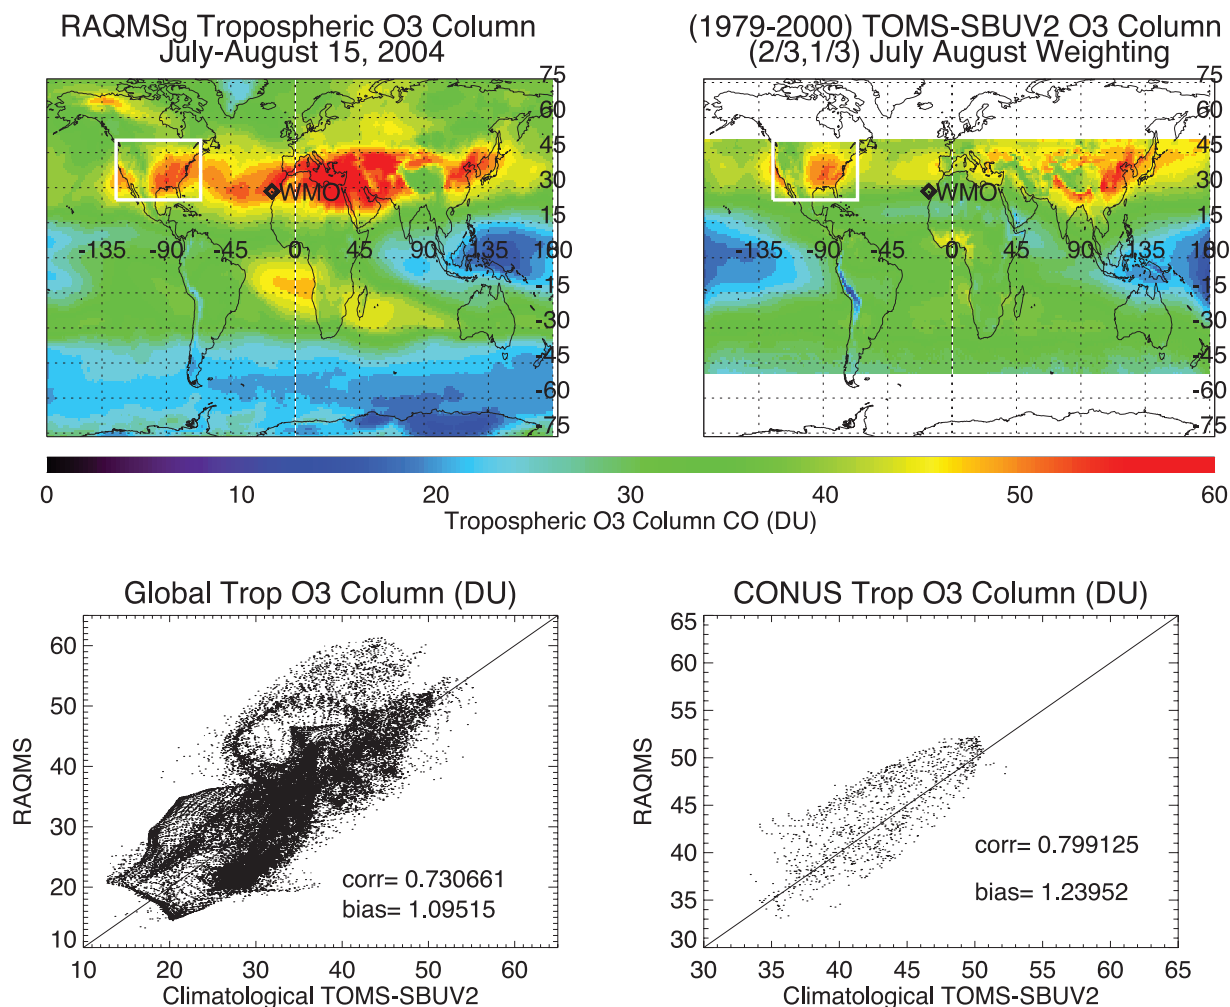 RAQMSg Tropospheric O3 Column
July-August 15, 2004
75
60
45
30
15
-135 -90 -45 0 45 90 135 180
-15
-30
-45
-60
-75
WMO
(1979-2000) TOMS-SBUV2 O3 Column
(2/3,1/3) July August Weighting
75
60
45
30
15
-135 -90 -45 0 45 90 135 180
-15
-30
-45
-60
-75
WMO
0 10 20 30 40 50 60
Tropospheric O3 Column CO (DU)
Global Trop O3 Column (DU)
RAQMS
60
50
40
30
20
10
corr= 0.730661
bias= 1.09515
10 20 30 40 50 60
Climatological TOMS-SBUV2
CONUS Trop O3 Column (DU)
RAQMS
65
60
55
50
45
40
35
30
corr= 0.799125
bias= 1.23952
30 35 40 45 50 55 60 65
Climatological TOMS-SBUV2